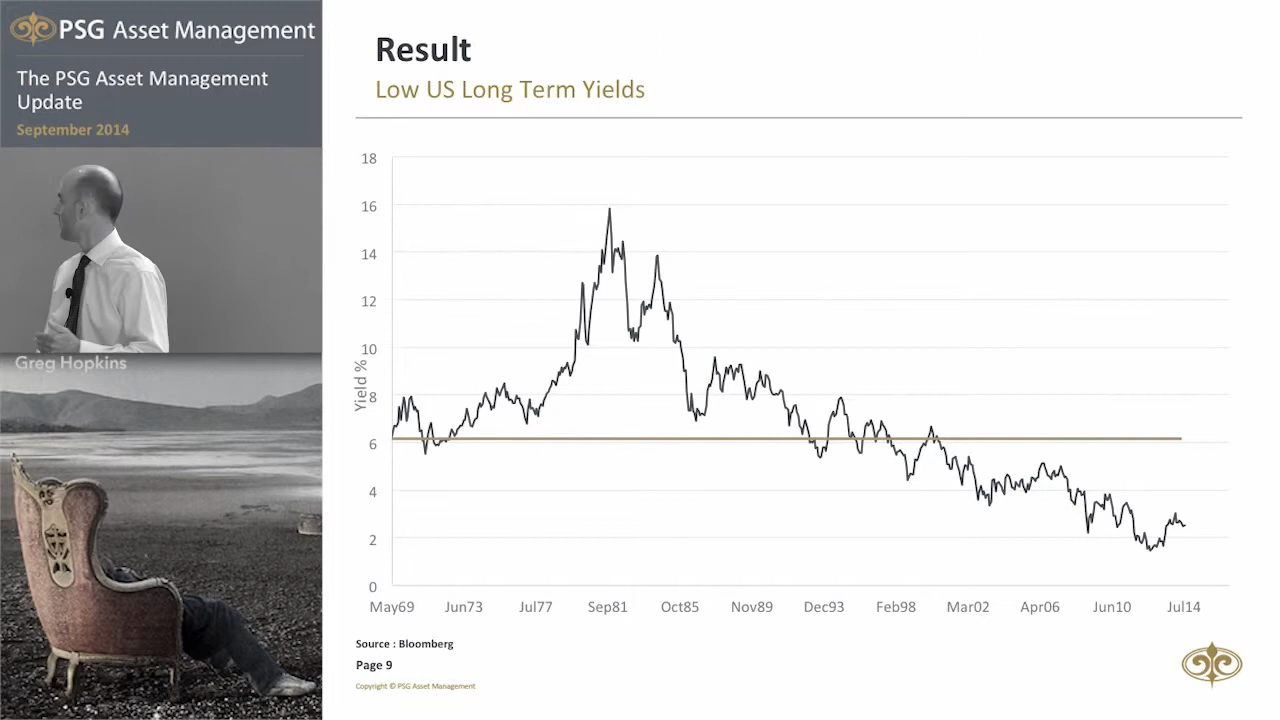 PSG Asset Management
The PSG Asset Management
Update
September 2014
Greg Hopkins
Result
Low US Long Term Yields
Yield %
18
16
14
12
10
8
6
4
2
0
May69 Jun73 Jul77 Sep81 Oct85 Nov89 Dec93 Feb98 Mar02 Apr06 Jun10 Jul14
Source : Bloomberg
Page 9
Copyright © PSG Asset Management